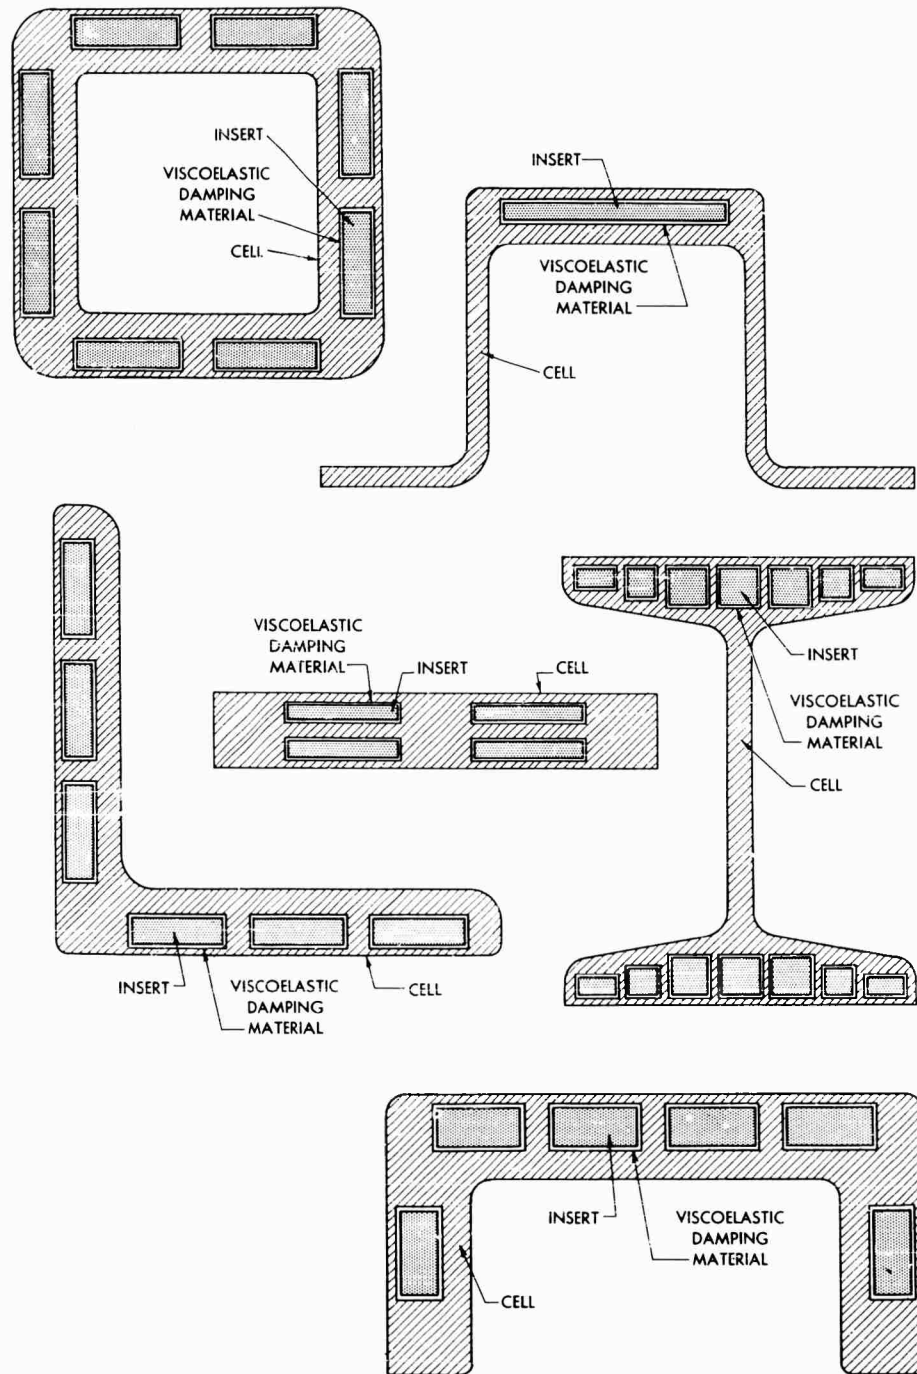 INSERT
VISCOELASTIC
DAMPING
MATERIAL
CELL
INSERT
VISCOELASTIC
DAMPING
MATERIAL
CELL
VISCOELASTIC
DAMPING
MATERIAL
INSERT
CELL
INSERT
VISCOELASTIC
DAMPING
MATERIAL
CELL
INSERT
VISCOELASTIC
DAMPING
MATERIAL
CELL
INSERT
VISCOELASTIC
DAMPING
MATERIAL
CELL